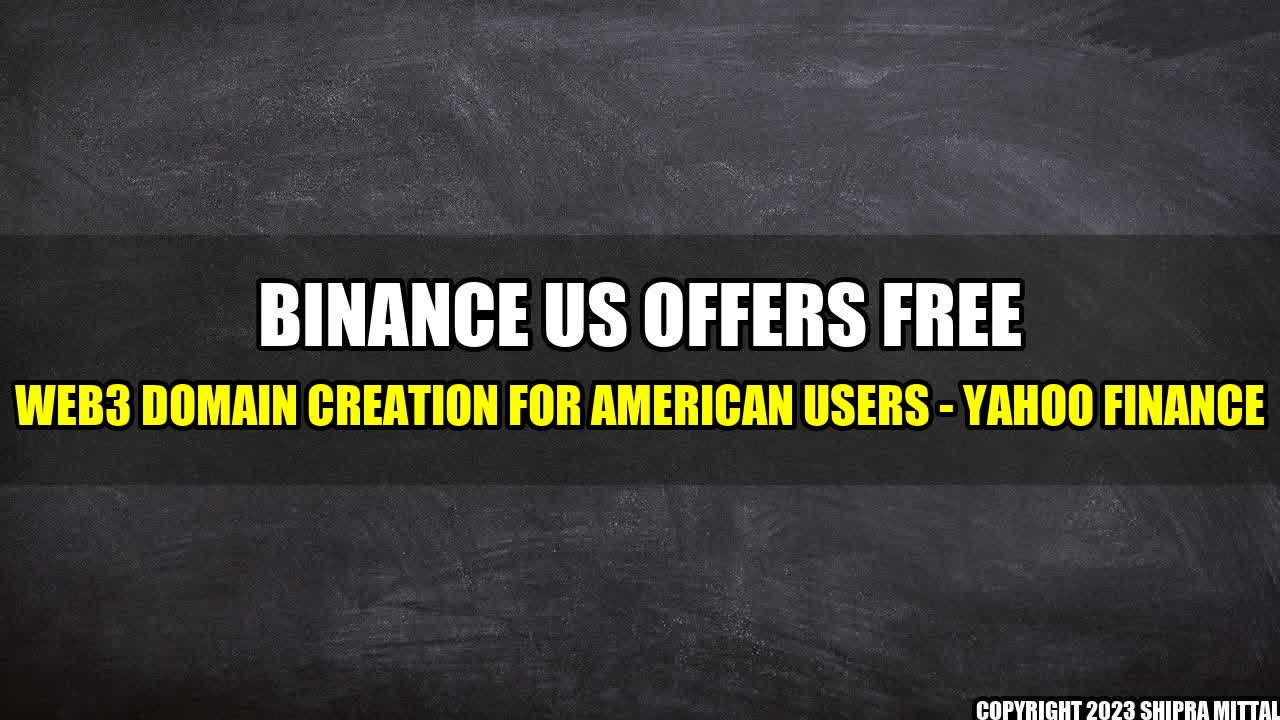 BINANCE US OFFERS FREE
WEB3 DOMAIN CREATION FOR AMERICAN USERS - YAHOO FINANCE
COPYRIGHT 2023 SHIPRA MITTAL